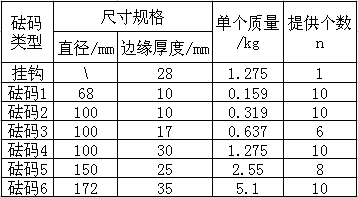 砝码类型 尺寸规格 单个质量/kg 提供个数n
直径/mm 边缘厚度/mm
挂钩 \ 28 1.275 1
砝码1 68 10 0.159 10
砝码2 100 10 0.319 10
砝码3 100 17 0.637 6
砝码4 100 30 1.275 10
砝码5 150 25 2.55 8
砝码6 172 35 5.1 10